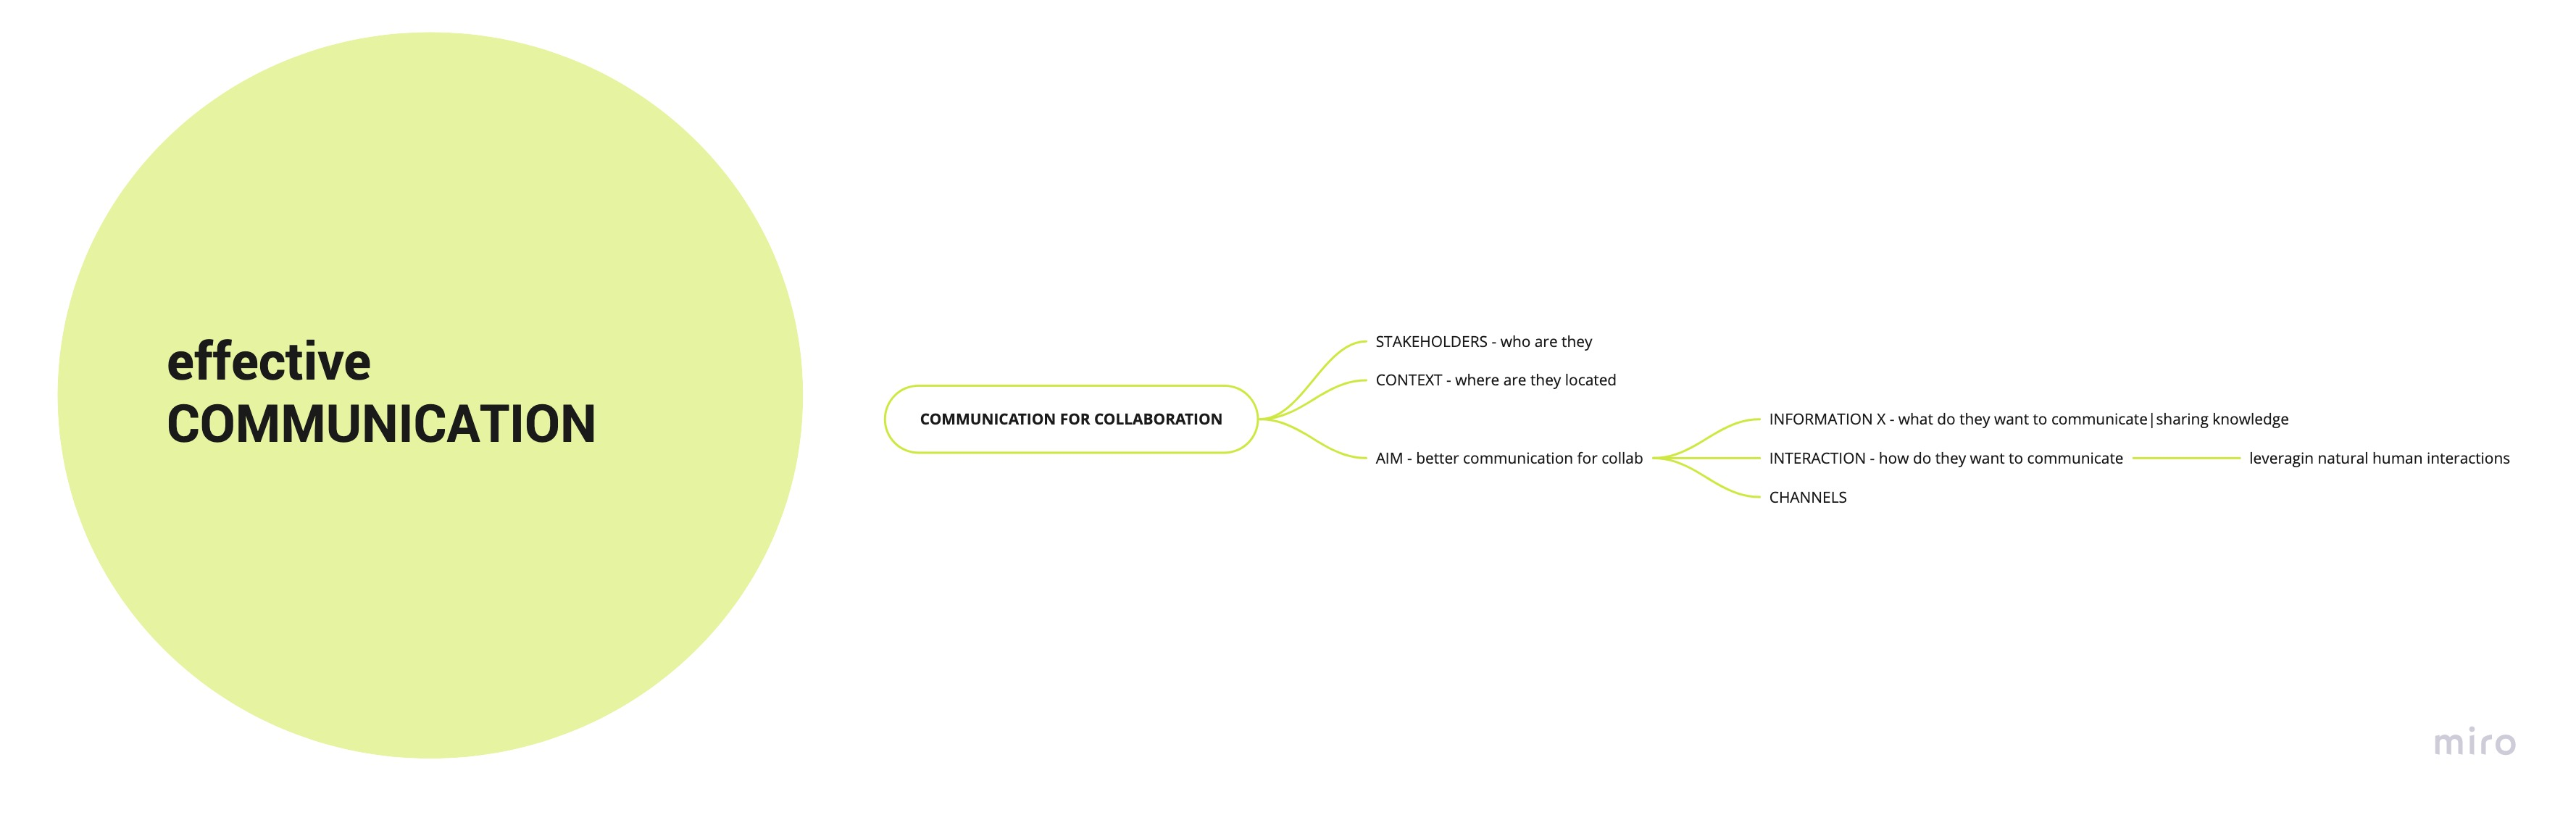 effective
COMMUNICATION
COMMUNICATION FOR COLLABORATION
STAKEHOLDERS - who are they
CONTEXT - where are they located
AIM - better communication for collab
INFORMATION X - what do they want to communicate|sharing knowledge
INTERACTION - how do they want to communicate
leveragin natural human interactions
CHANNELS
miro